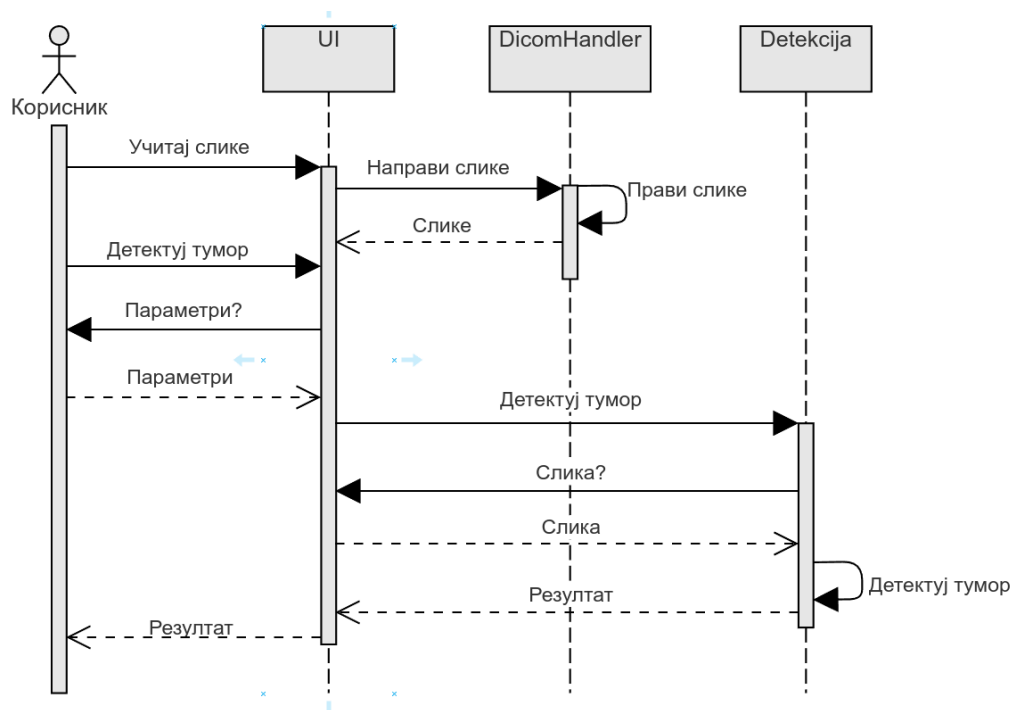 UI
DicomHandler
Detekcija
Корисник
Учитај слике
Направи слике
Прави слике
Слике
Детектуј тумор
Параметри?
Параметри
Детектуј тумор
Слика?
Слика
Детектуј тумор
Резултат
Резултат